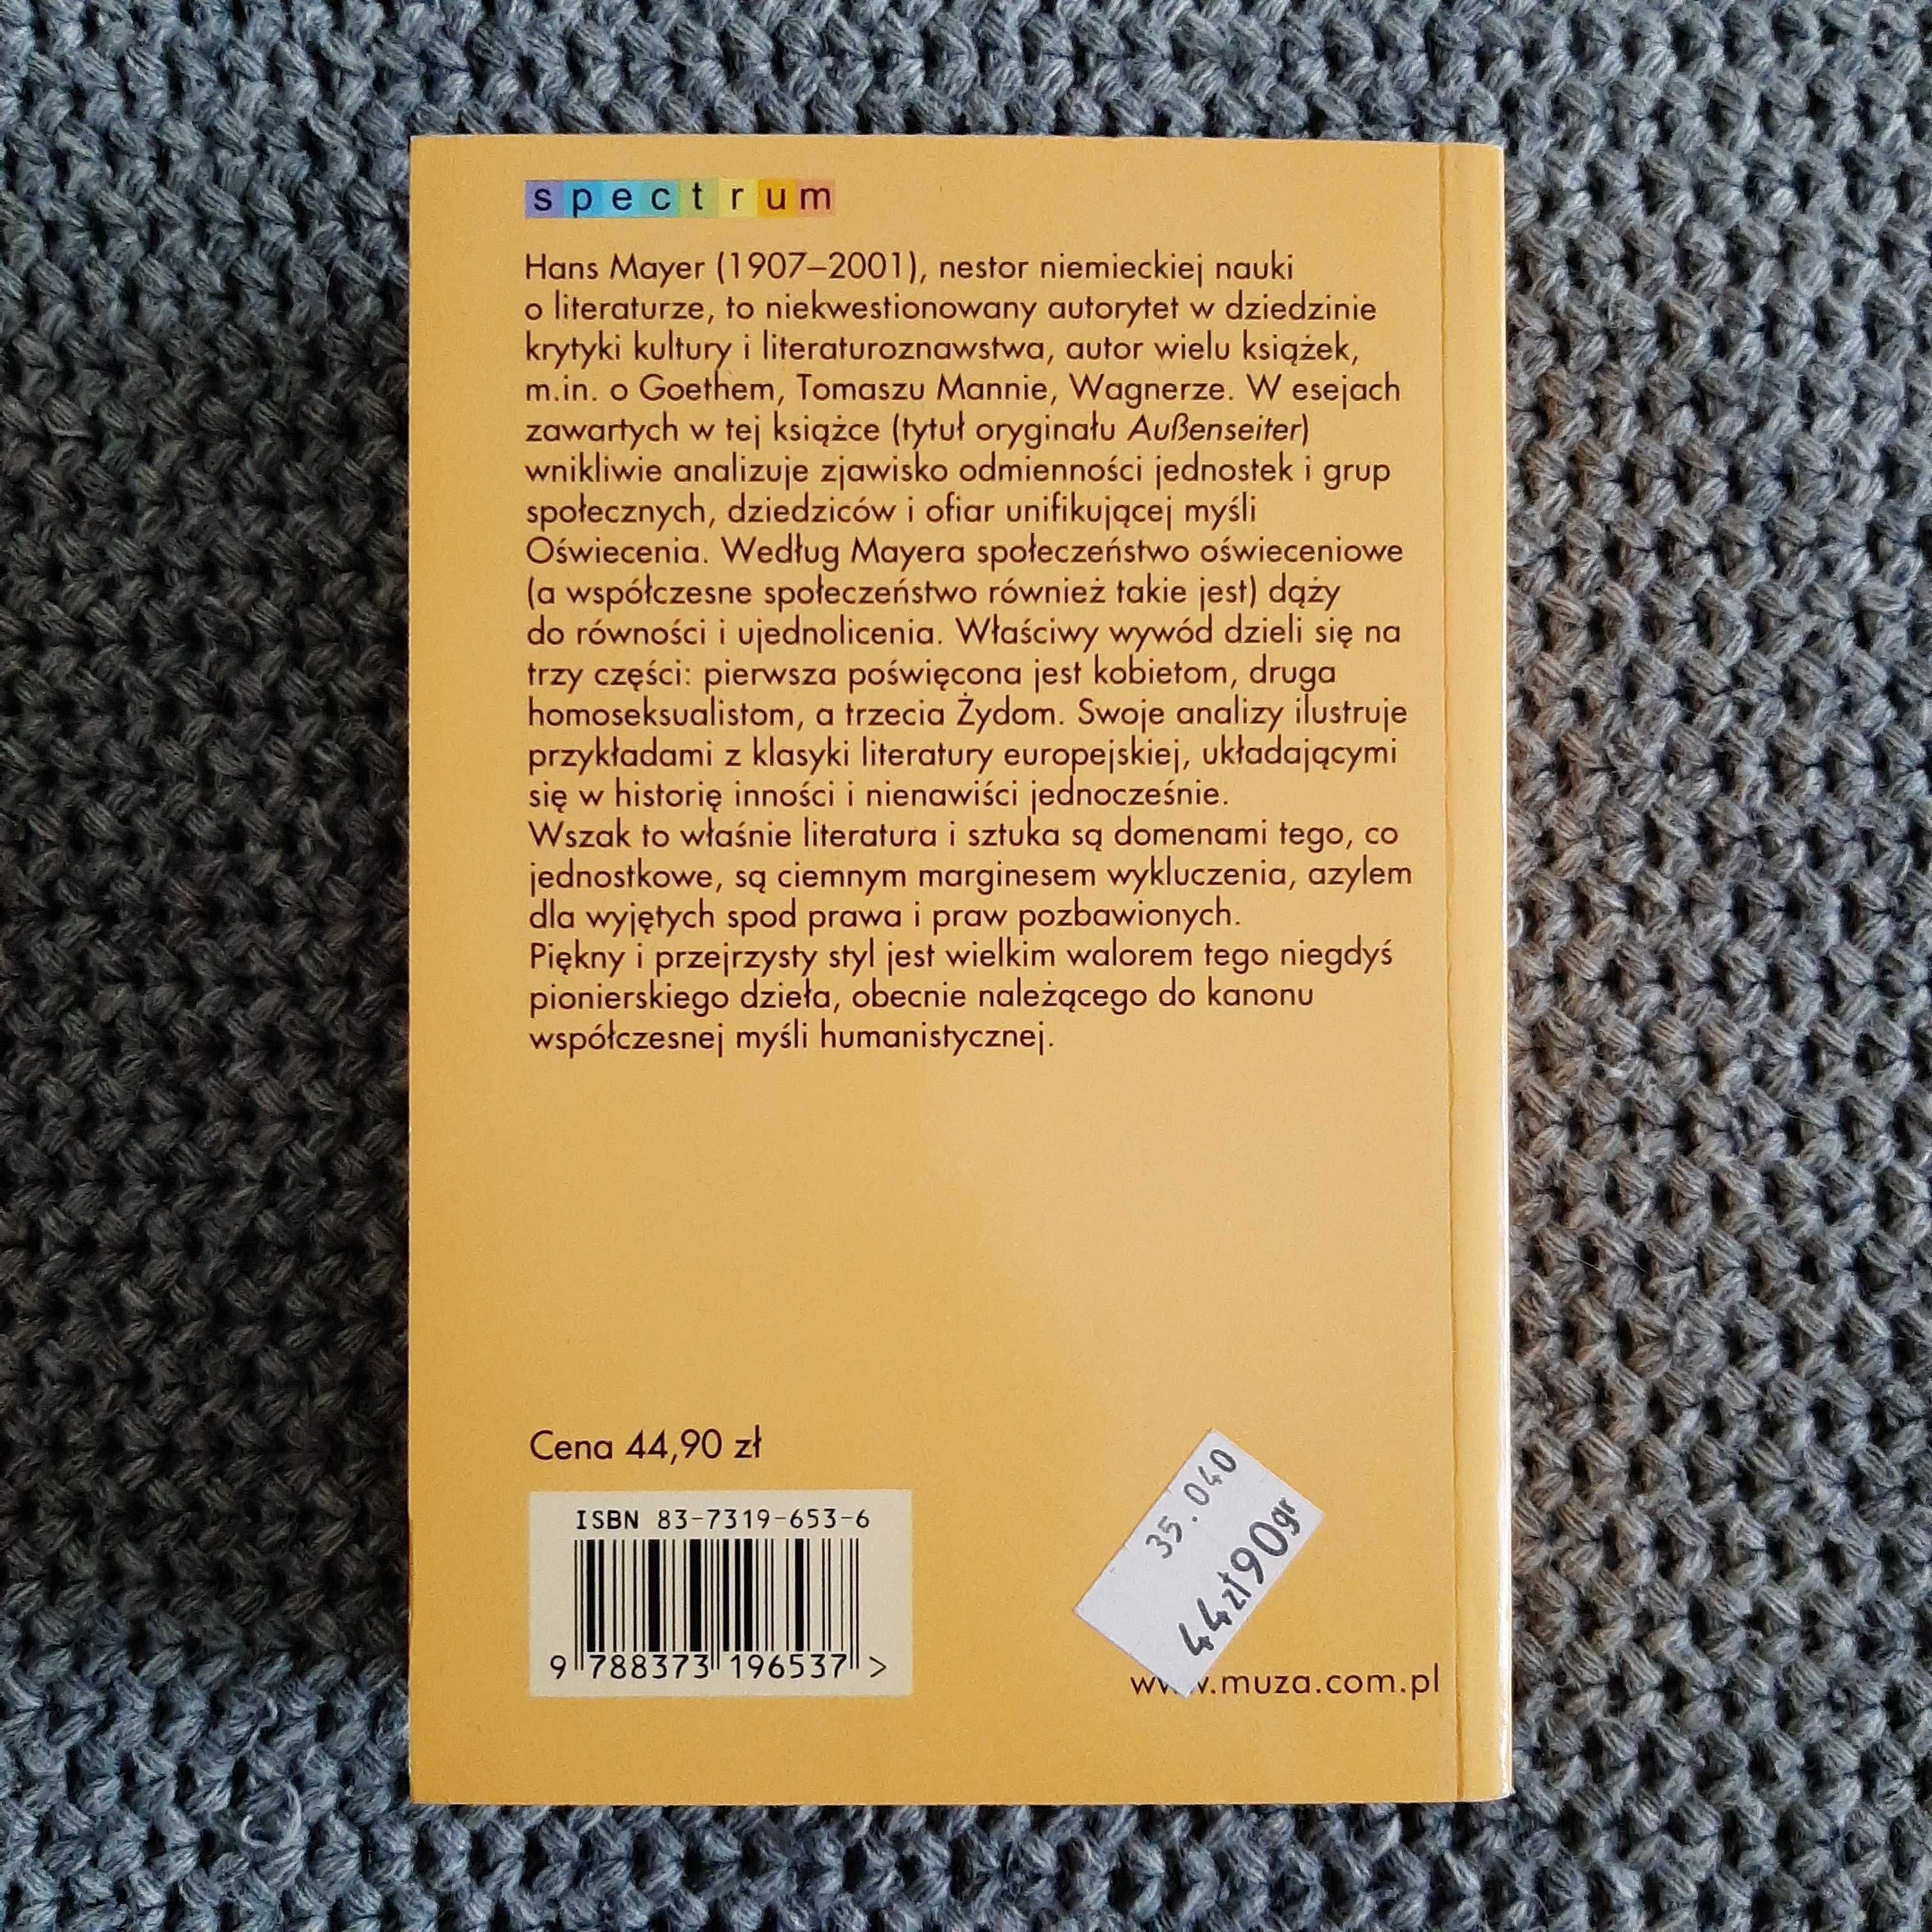 spectrum
Hans Mayer (1907–2001), nestor niemieckiej nauki
o literaturze, to niekwestionowany autorytet w dziedzinie
krytyki kultury i literaturoznawstwa, autor wielu książek,
m.in. o Goethem, Tomaszu Mannie, Wagnerze. W esejach
zawartych w tej książce (tytuł oryginału Außenseiter)
wnikliwie analizuje zjawisko odmienności jednostek i grup
społecznych, dziedziców i ofiar unifikującej myśli
Oświecenia. Według Mayera społeczeństwo oświeceniowe
(a współczesne społeczeństwo również takie jest) dąży
do równości i ujednolicenia. Właściwy wywód dzieli się na
trzy części: pierwsza poświęcona jest kobietom, druga
homoseksualistom, a trzecia Żydom. Swoje analizy ilustruje
przykładami z klasyki literatury europejskiej, układającymi
się w historię inności i nienawiści jednocześnie.
Wszak to właśnie literatura i sztuka są domenami tego, co
jednostkowe, są ciemnym marginesem wykluczenia, azylem
dla wyjętych spod prawa i praw pozbawionych.
Piękny i przejrzysty styl jest wielkim walorem tego niegdyś
pionierskiego dzieła, obecnie należącego do kanonu
współczesnej myśli humanistycznej.
Cena 44,90 zł
ISBN 83-7319-653-6
9 788373 196537 >
35.040
44zł90gr
www.muza.com.pl